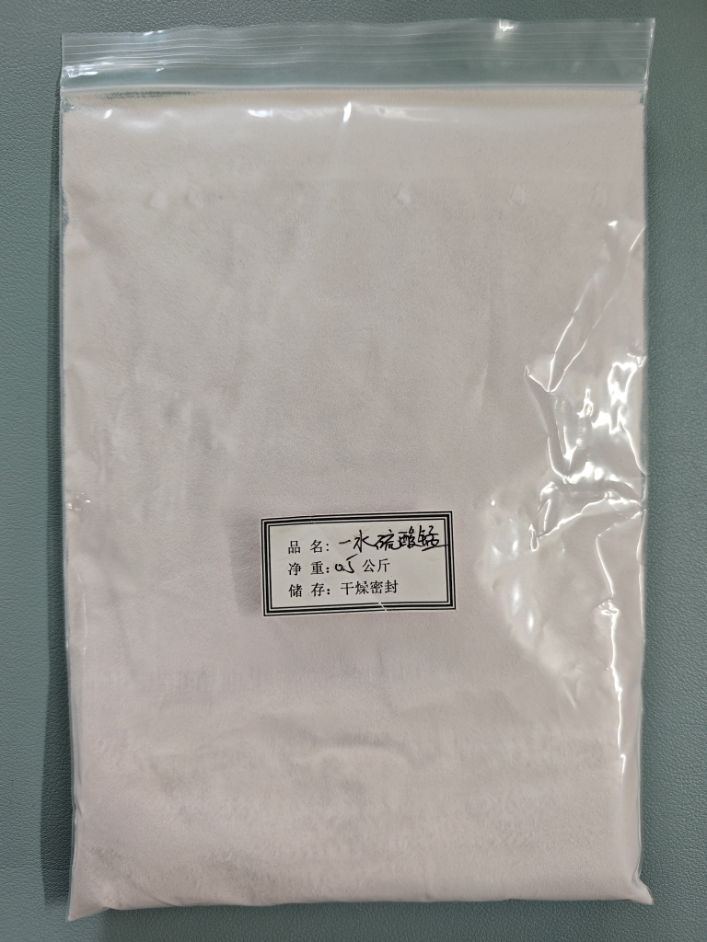 品 名: 一水硫酸锰
净 重: 0.5 公斤
储 存: 干燥密封